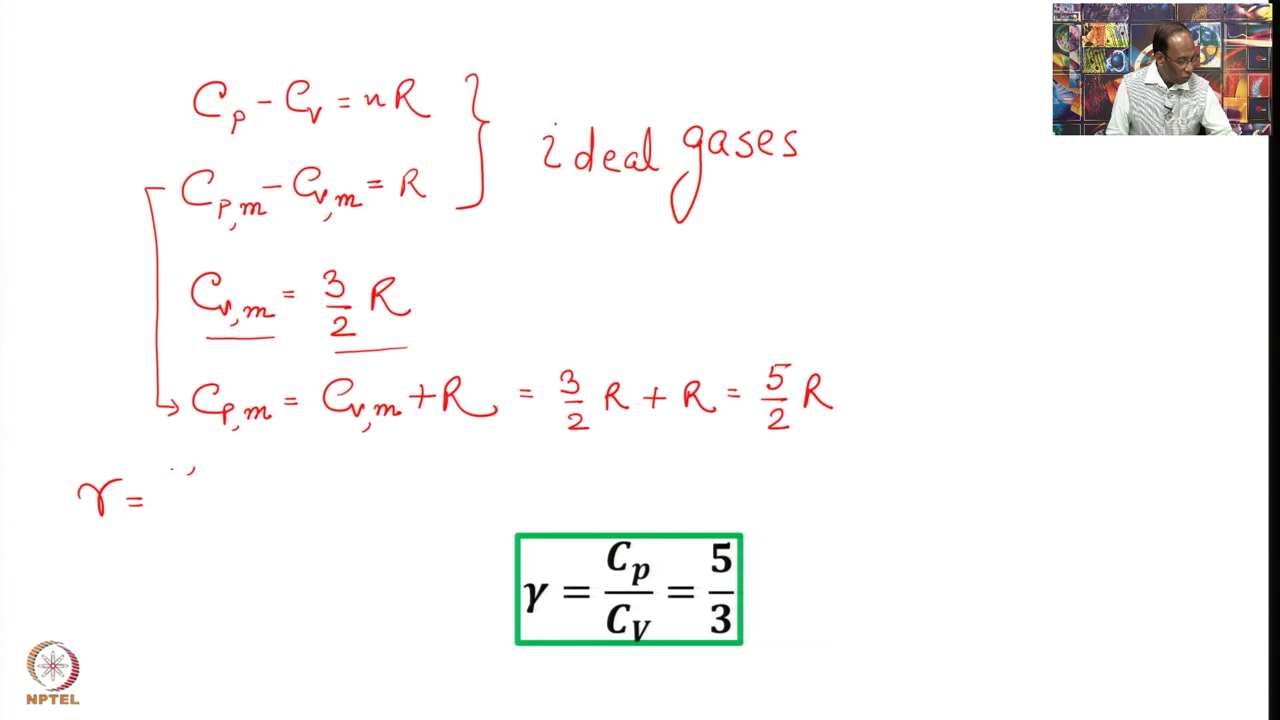 Cp - Cv = nR
Cp,m - Cv,m = R
ideal gases
Cv,m = 3/2 R
Cp,m = Cv,m + R = 3/2 R + R = 5/2 R
γ =
γ = Cp/CV = 5/3
NPTEL